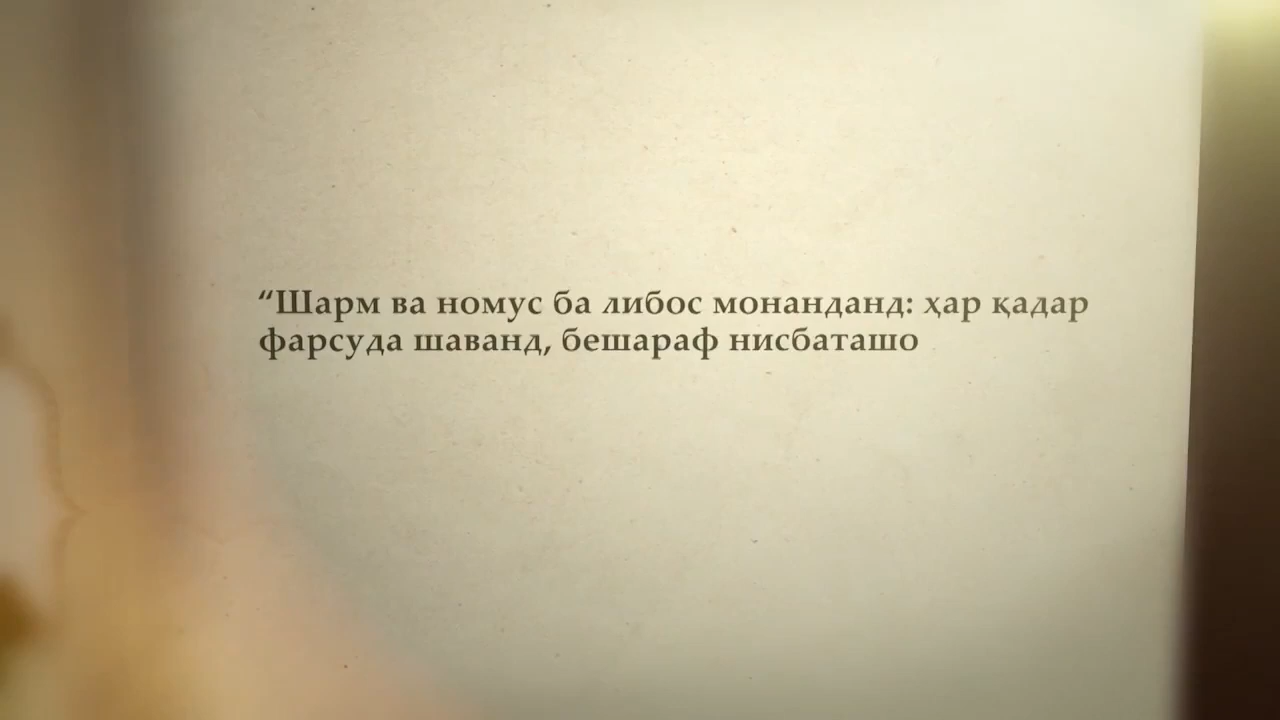 “Шарм ва номус ба либос монанданд: ҳар қадар
фарсуда шаванд, бешараф нисбаташо